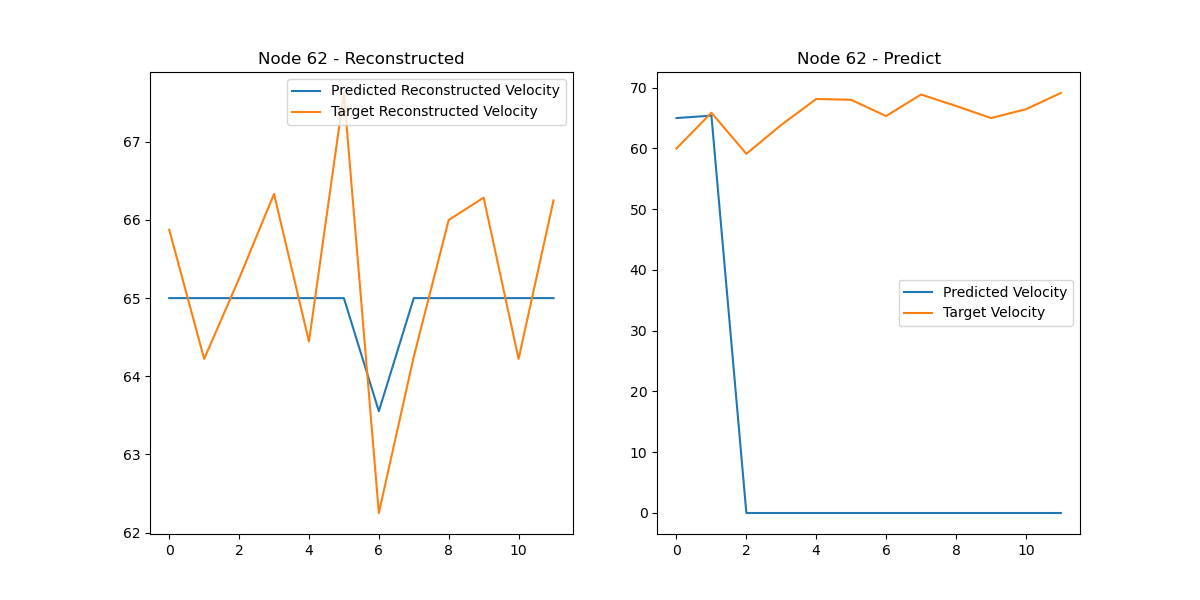 Node 62 - Reconstructed
Predicted Reconstructed Velocity
Target Reconstructed Velocity
67
66
65
64
63
62
0 2 4 6 8 10
Node 62 - Predict
Predicted Velocity
Target Velocity
70
60
50
40
30
20
10
0
0 2 4 6 8 10